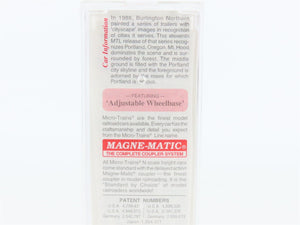 Car Information
In 1989, Burlington Northern
painted a series of trailers with
"cityscape" images in recognition
of cities it services. This eleventh
MTL release of that series recog-
nizes Portland, Oregon. Mt. Hood
dominates the scene and is sur-
rounded by forest. The middle
ground is filled with the Portland
city skyline and the foreground is
adorned by the roses for which
Portland is
— FEATURING —
"Adjustable Wheelbase"
Micro-Trains® are the finest model
railroad cars available. Every car has the
craftsmanship and detail you expect
from the Micro-Trains® Line name.
MAGNE-MATIC®
THE COMPLETE COUPLER SYSTEM
All Micro-Trains® N scale freight cars
come standard with the delayed action
Magne-Matic® coupler — the finest
coupler in model railroading. It is
the "Standard by Choice" of model
railroaders worldwide!
PATENT NUMBERS